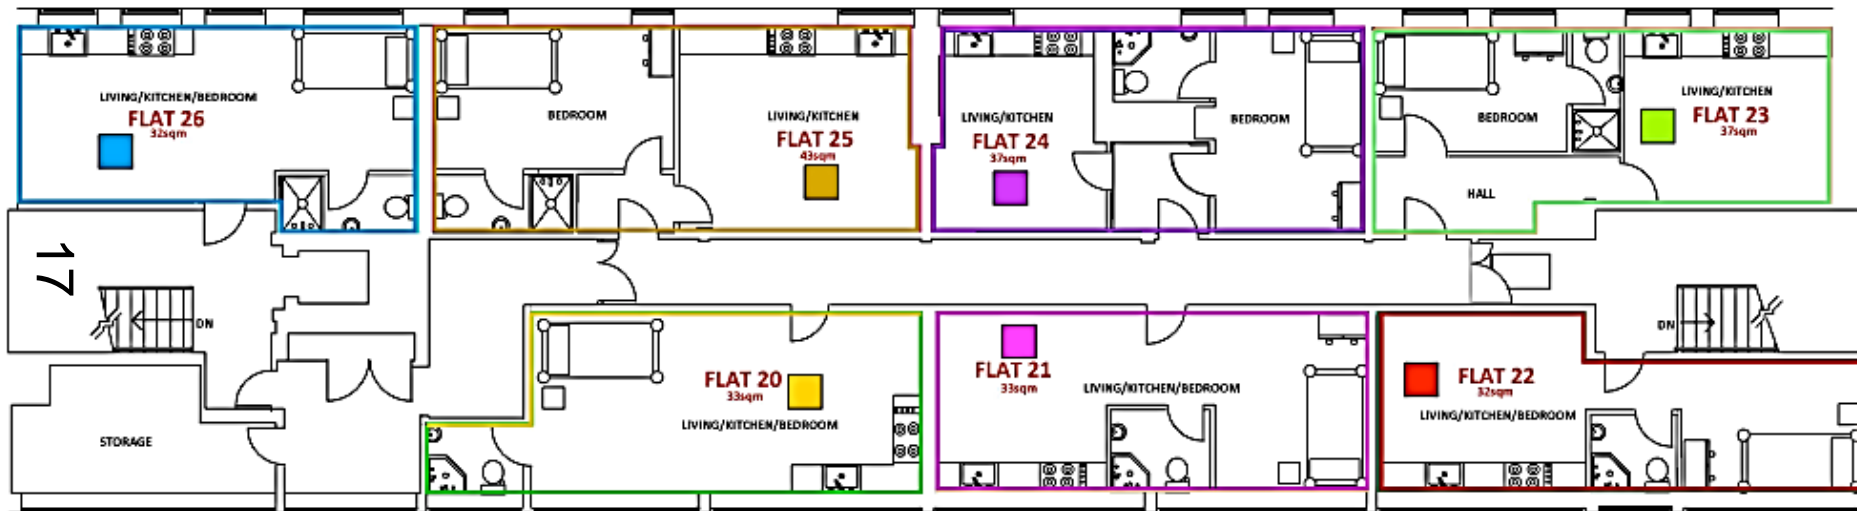 LIVING/KITCHEN/BEDROOM
FLAT 26
32sqm
BEDROOM
LIVING/KITCHEN
FLAT 25
43sqm
LIVING/KITCHEN
FLAT 24
37sqm
BEDROOM
BEDROOM
HALL
LIVING/KITCHEN
FLAT 23
37sqm
17
DN
STORAGE
FLAT 20
33sqm
LIVING/KITCHEN/BEDROOM
FLAT 21
33sqm
LIVING/KITCHEN/BEDROOM
DN
FLAT 22
32sqm
LIVING/KITCHEN/BEDROOM